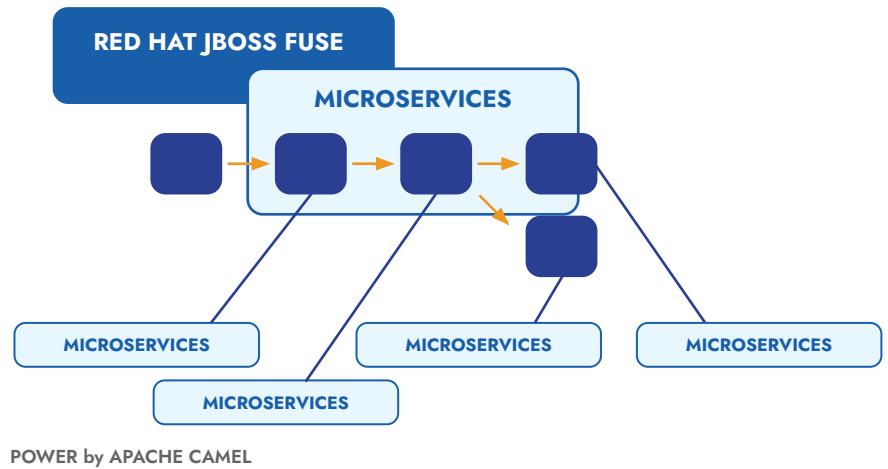 RED HAT JBOSS FUSE
MICROSERVICES
MICROSERVICES
MICROSERVICES
MICROSERVICES
MICROSERVICES
POWER by APACHE CAMEL